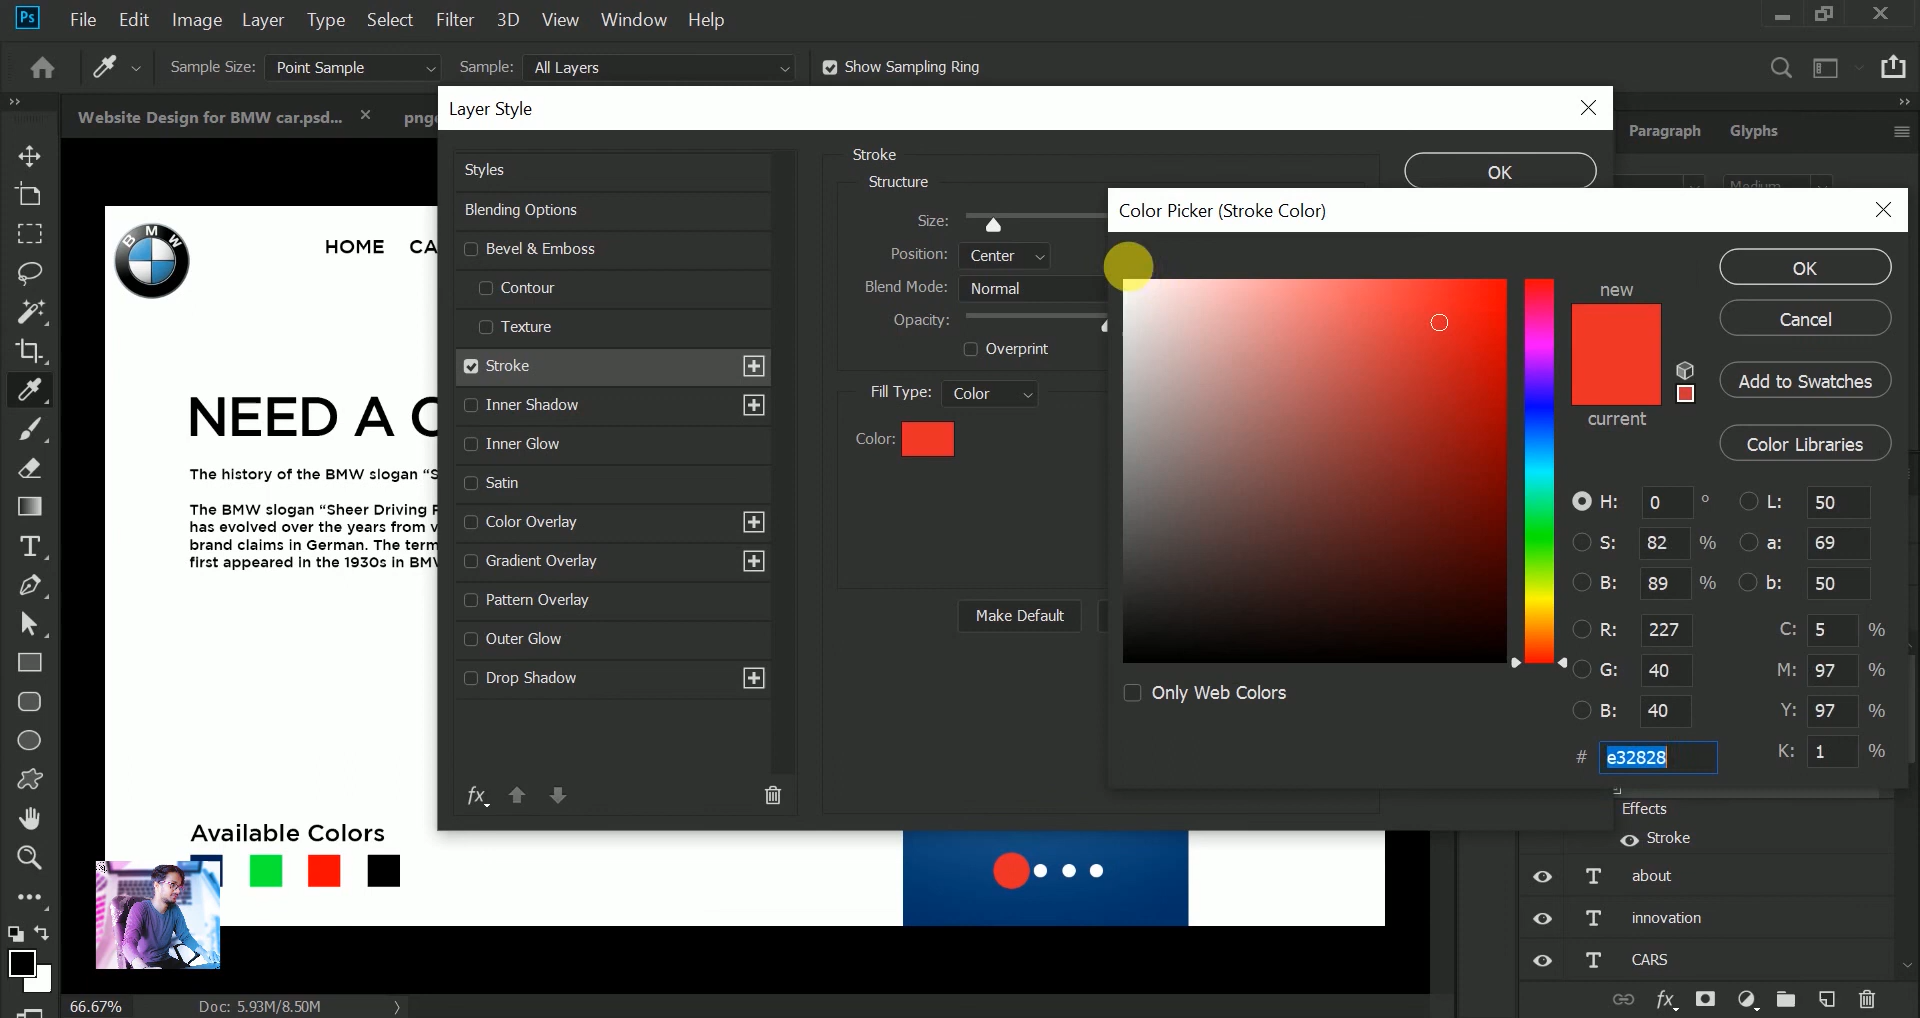 Ps File Edit Image Layer Type Select Filter 3D View Window Help
Sample Size: Point Sample Sample: All Layers Show Sampling Ring
Website Design for BMW car.psd...
Layer Style
Paragraph Glyphs
Styles
Blending Options
Bevel & Emboss
Contour
Texture
Stroke
Inner Shadow
Inner Glow
Satin
Color Overlay
Gradient Overlay
Pattern Overlay
Outer Glow
Drop Shadow
fx
Stroke
Structure
Size:
Position: Center
Blend Mode: Normal
Opacity:
Overprint
Fill Type: Color
Color:
Make Default
OK
Medium
Color Picker (Stroke Color)
new
current
OK
Cancel
Add to Swatches
Color Libraries
H: 0 ° L: 50
S: 82 % a: 69
B: 89 % b: 50
R: 227 C: 5 %
G: 40 M: 97 %
B: 40 Y: 97 %
# e32828 K: 1 %
Only Web Colors
BMW
HOME
NEED A
The history of the BMW slogan “S
The BMW slogan “Sheer Driving
has evolved over the years from
brand claims in German. The term
first appeared in the 1930s in
Available Colors
Effects
Stroke
T about
T innovation
T CARS
fx
66.67% Doc: 5.93M/8.50M